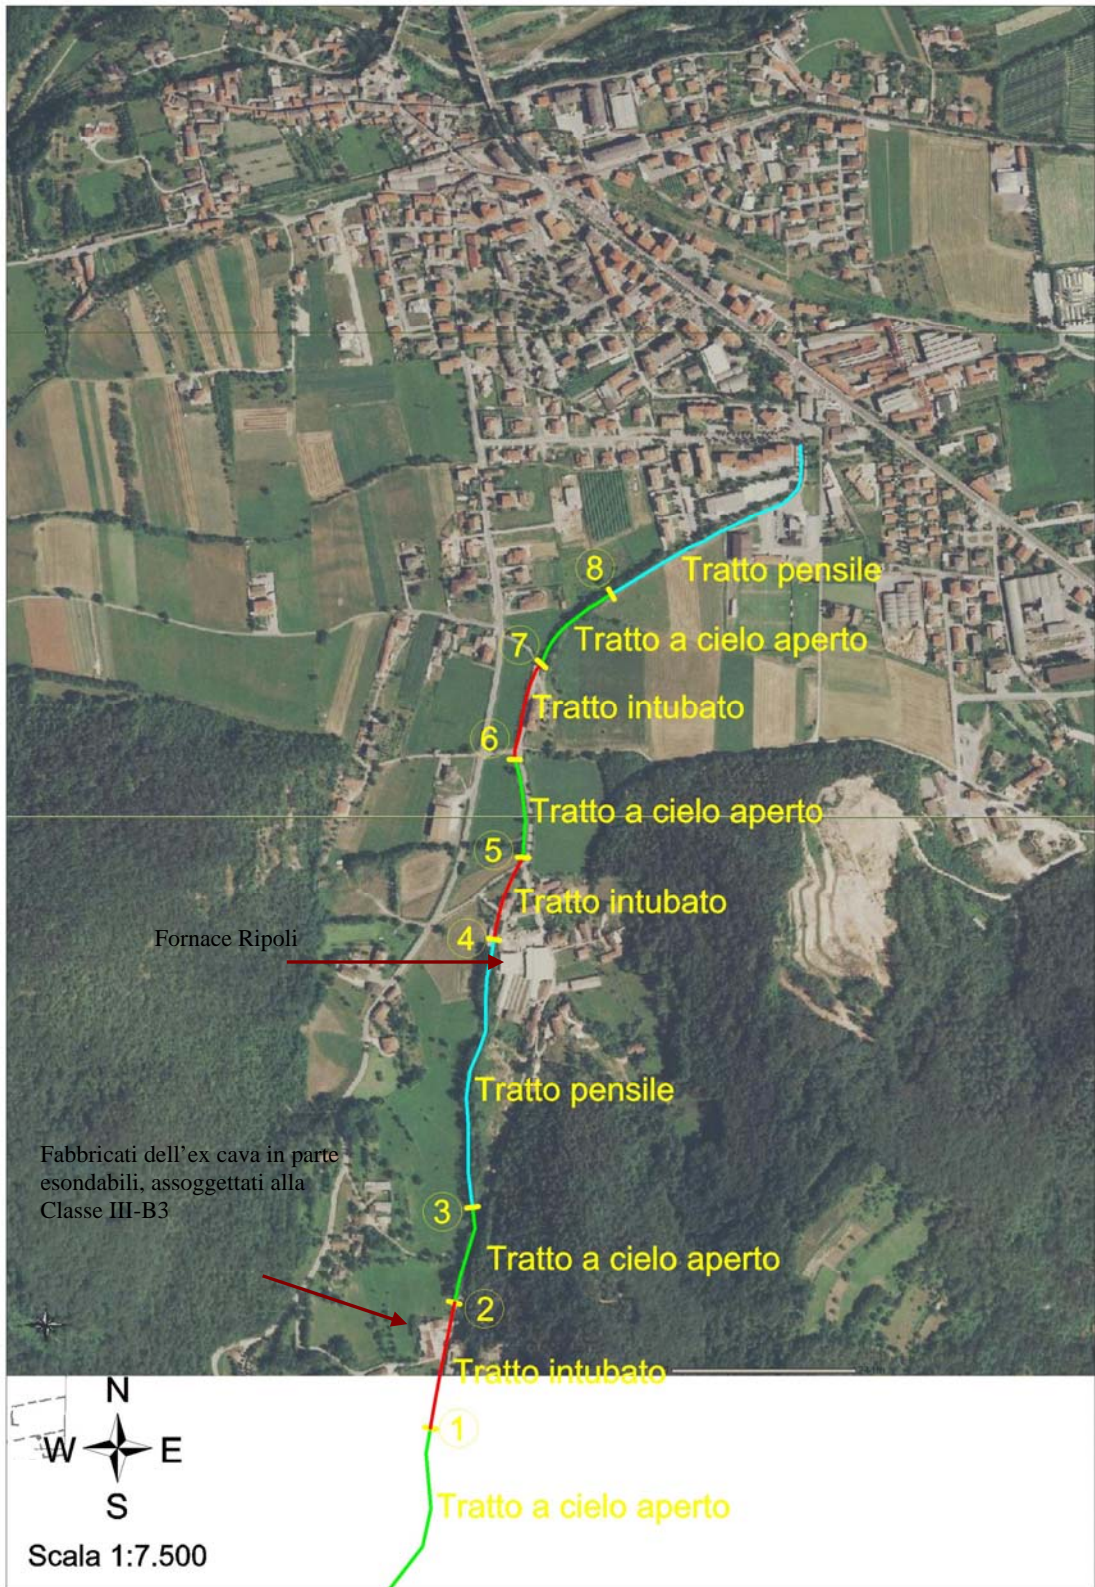 8
Tratto pensile
7
Tratto a cielo aperto
Tratto intubato
6
Tratto a cielo aperto
5
Tratto intubato
4
Fornace Ripoli
Tratto pensile
Fabbricati dell'ex cava in parte
esondabili, assoggettati alla
Classe III-B3
3
Tratto a cielo aperto
2
Tratto intubato
1
N
W E
S
Tratto a cielo aperto
Scala 1:7.500